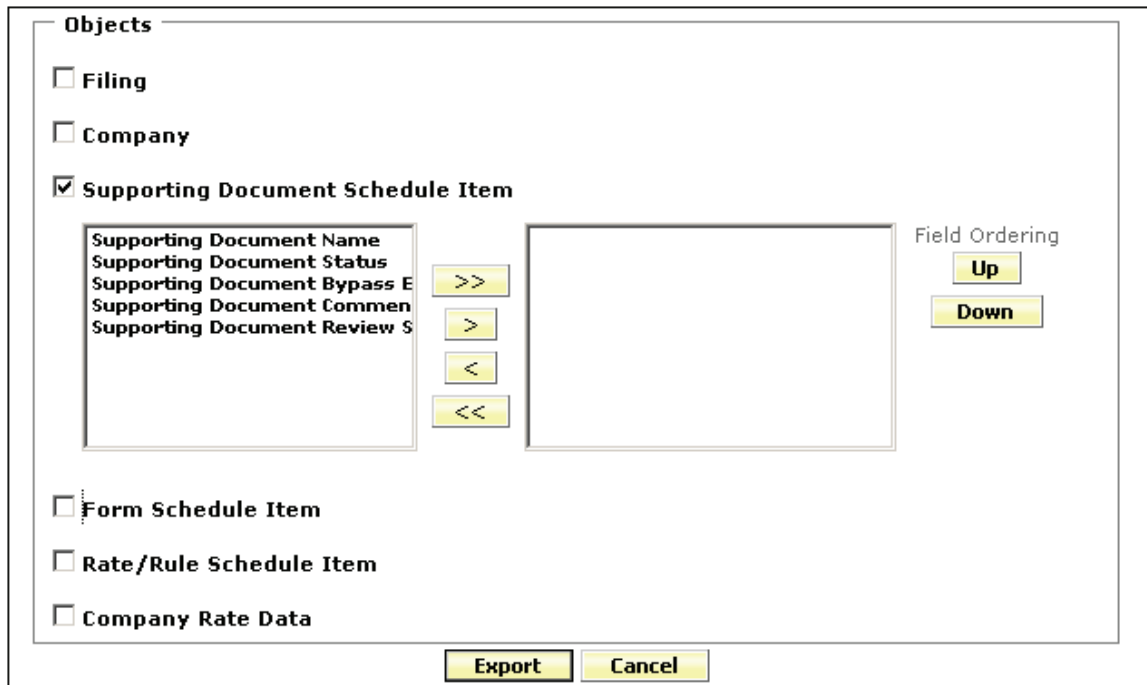 Objects
Filing
Company
Supporting Document Schedule Item
Supporting Document Name
Supporting Document Status
Supporting Document Bypass E
Supporting Document Commen
Supporting Document Review S
>>
>
<
<<
Field Ordering
Up
Down
Form Schedule Item
Rate/Rule Schedule Item
Company Rate Data
Export Cancel